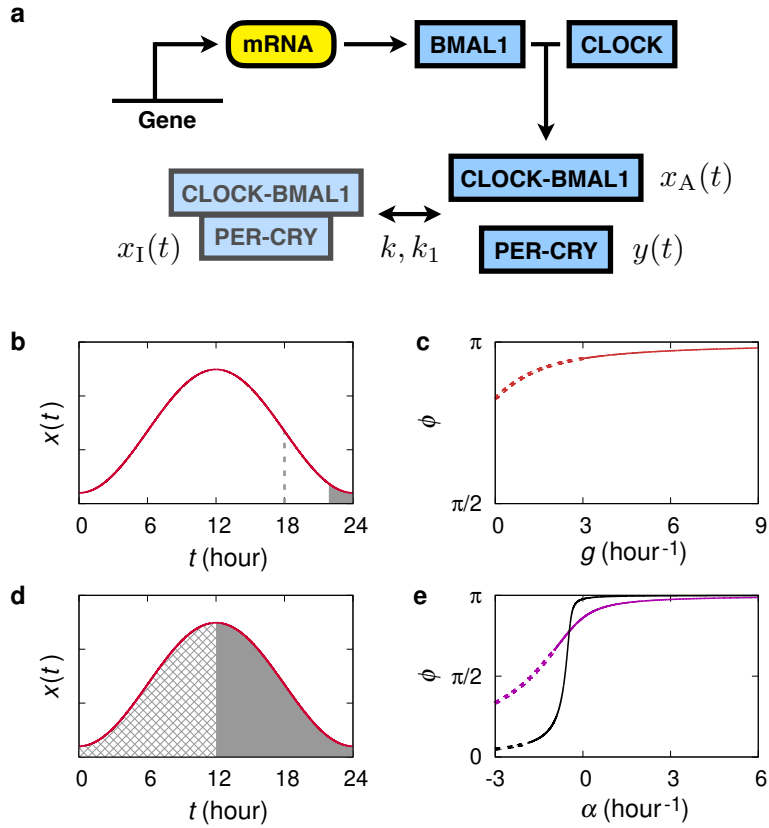 a
mRNA
BMAL1
CLOCK
Gene
CLOCK-BMAL1
x_A(t)
CLOCK-BMAL1
PER-CRY
x_I(t)
k, k_1
PER-CRY
y(t)
b
x(t)
0 6 12 18 24
t (hour)
c
π
ϕ
π/2
0 3 6 9
g (hour⁻¹)
d
x(t)
0 6 12 18 24
t (hour)
e
π
ϕ
π/2
0
-3 0 3 6
α (hour⁻¹)